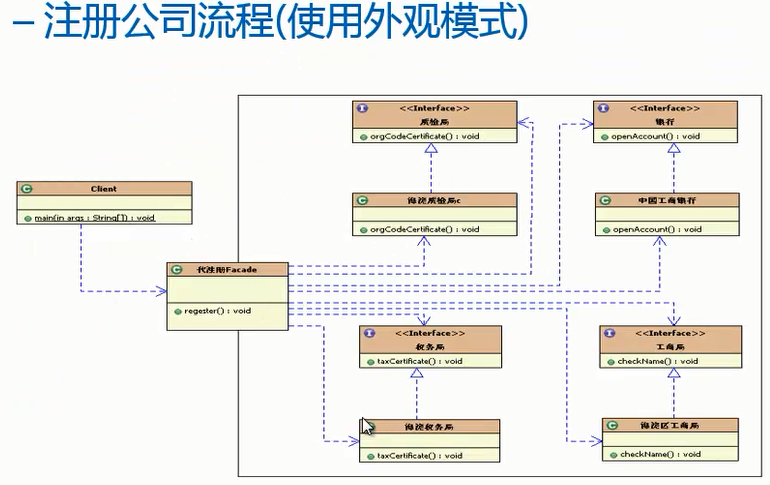 – 注册公司流程(使用外观模式)
<<Interface>>
质检局
orgCodeCertificate() : void
<<Interface>>
银行
openAccount() : void
Client
main(in args : String[]) : void
海淀质检局c
orgCodeCertificate() : void
中国工商银行
openAccount() : void
代注册Facade
regester() : void
<<Interface>>
税务局
taxCertificate() : void
<<Interface>>
工商局
checkName() : void
海淀税务局
taxCertificate() : void
海淀区工商局
checkName() : void